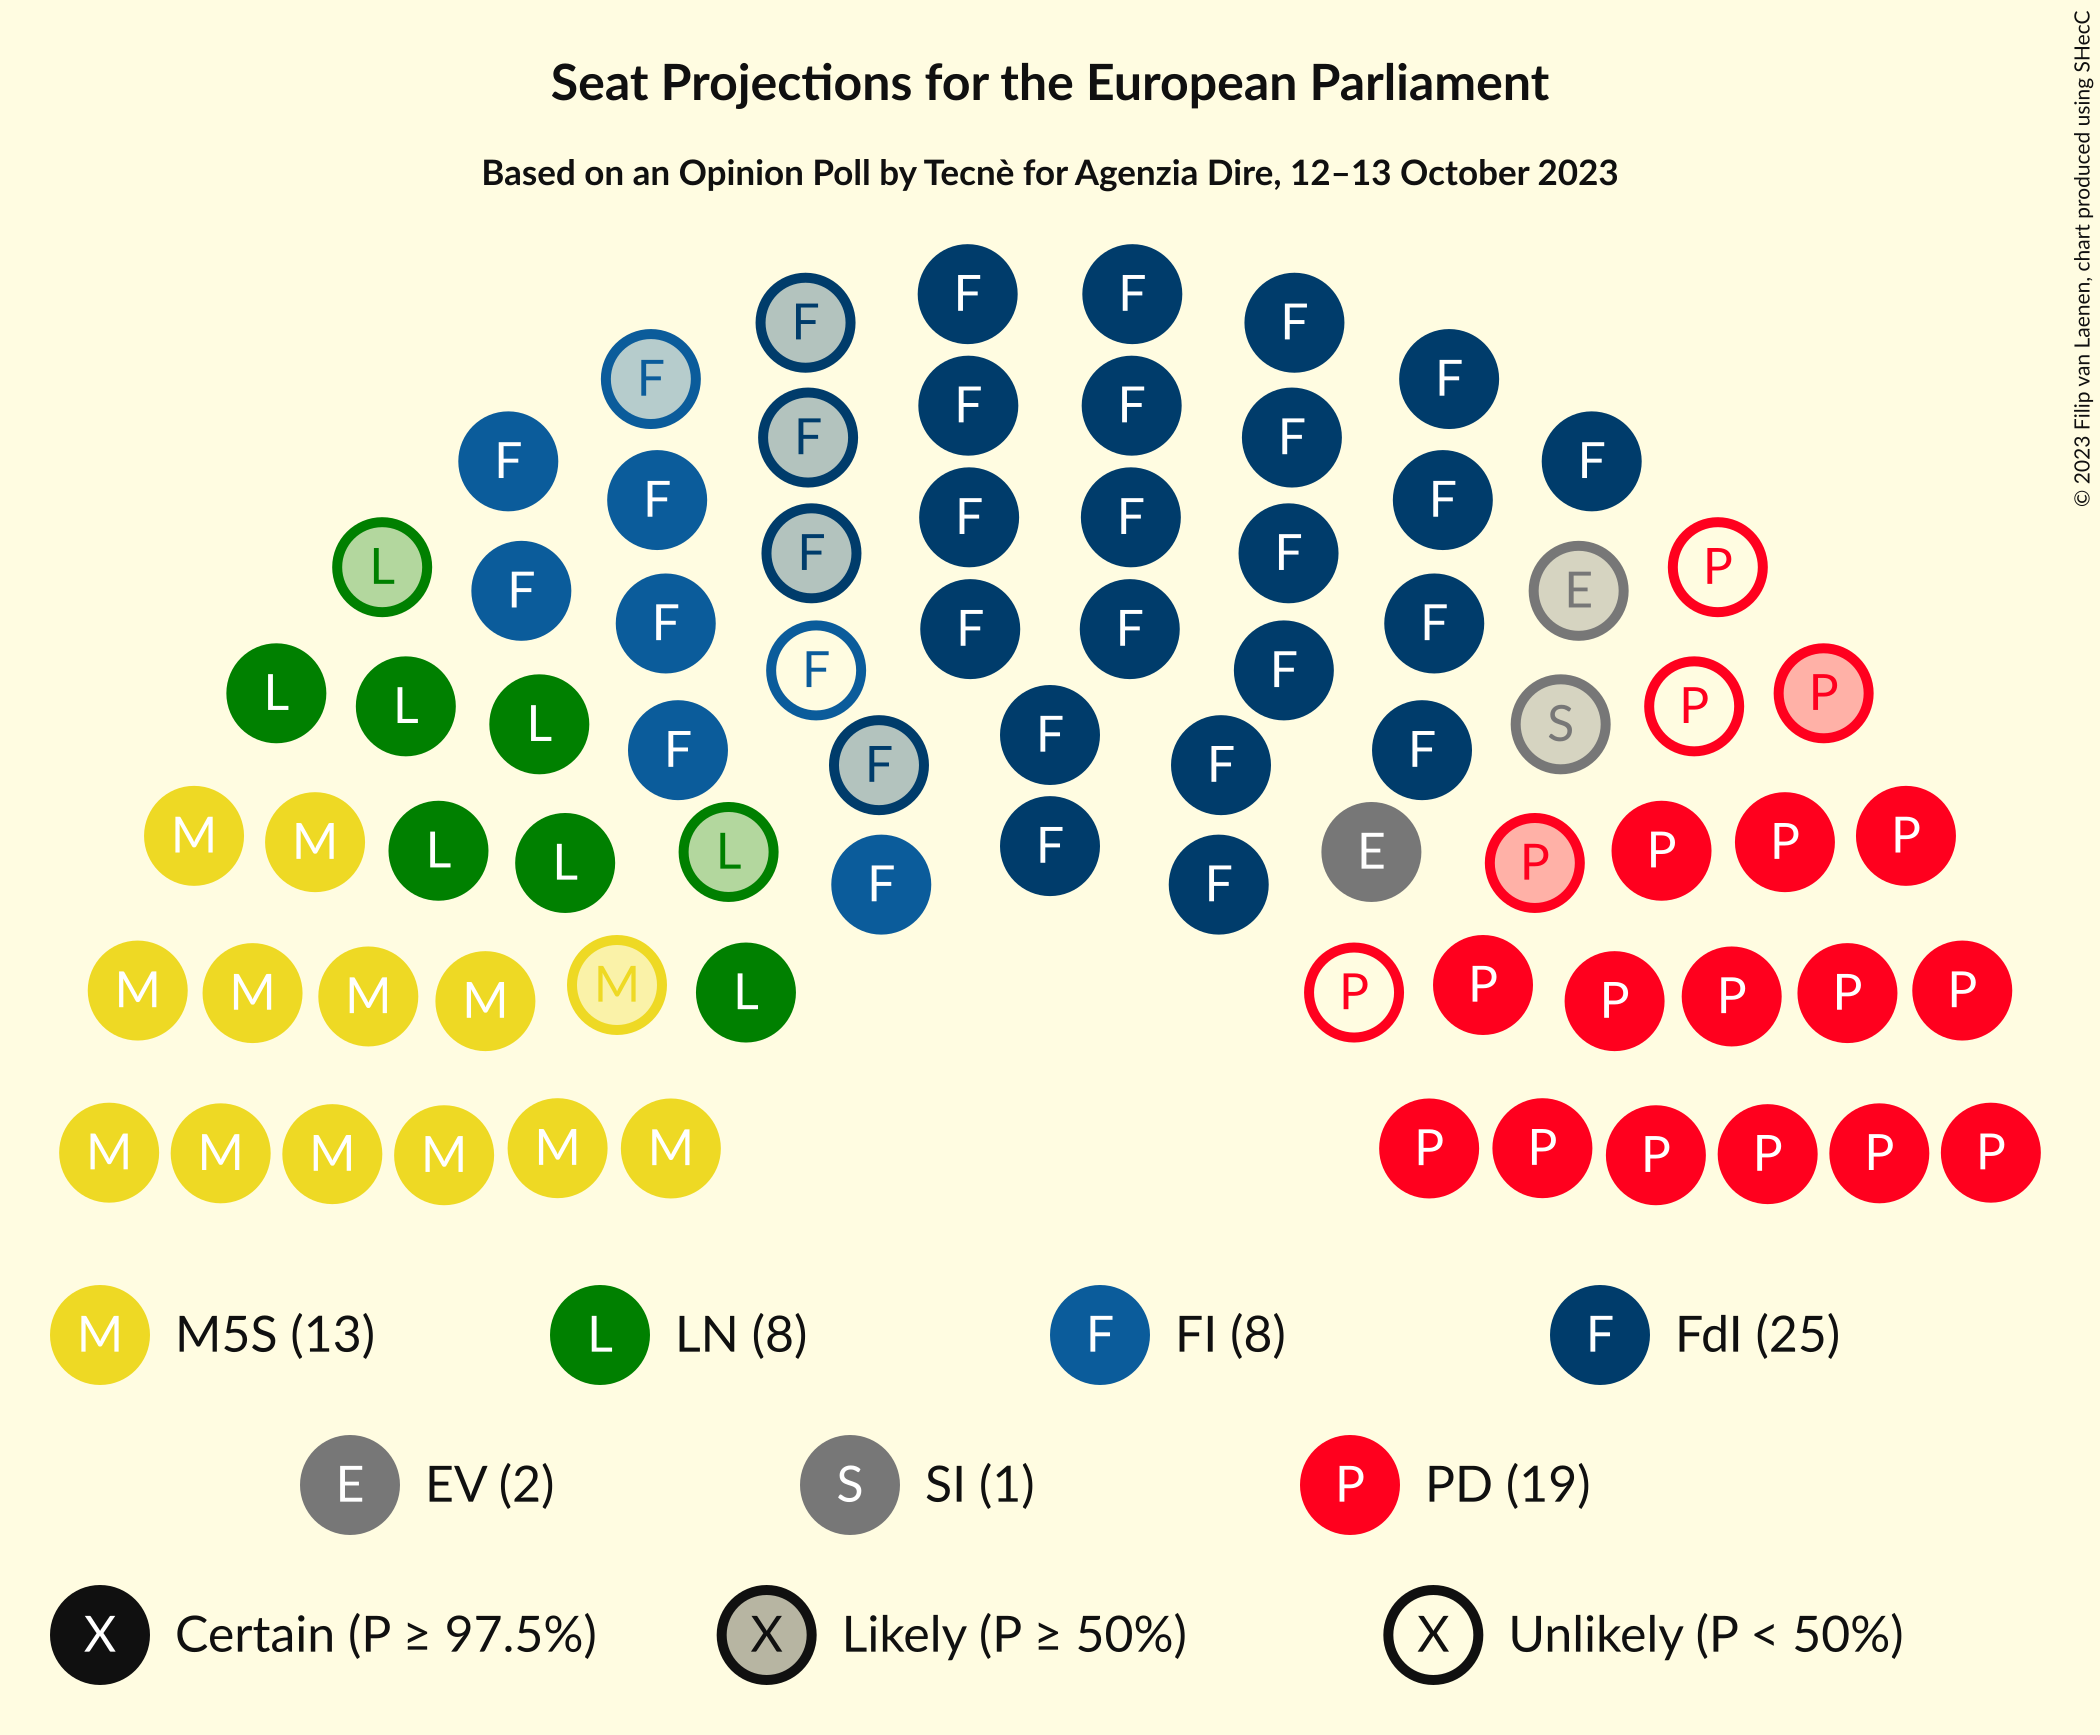 Seat Projections for the European Parliament
Based on an Opinion Poll by Tecnè for Agenzia Dire, 12–13 October 2023
© 2023 Filip van Laenen, chart produced using SHecC
F F
F F
F F
F F F F
F F
F F F F
F F
F F
L P
F E
F F
F F
F F
L P
L P
L S
F F
F
F F
M P
M P
L P
F F
L E
L P
F F
M P
M P
M P
M P
M P
L P
M M M M M M P P P P P P
M M5S (13) L LN (8) F FI (8) F FdI (25)
E EV (2) S SI (1) P PD (19)
X Certain (P ≥ 97.5%) X Likely (P ≥ 50%) X Unlikely (P < 50%)